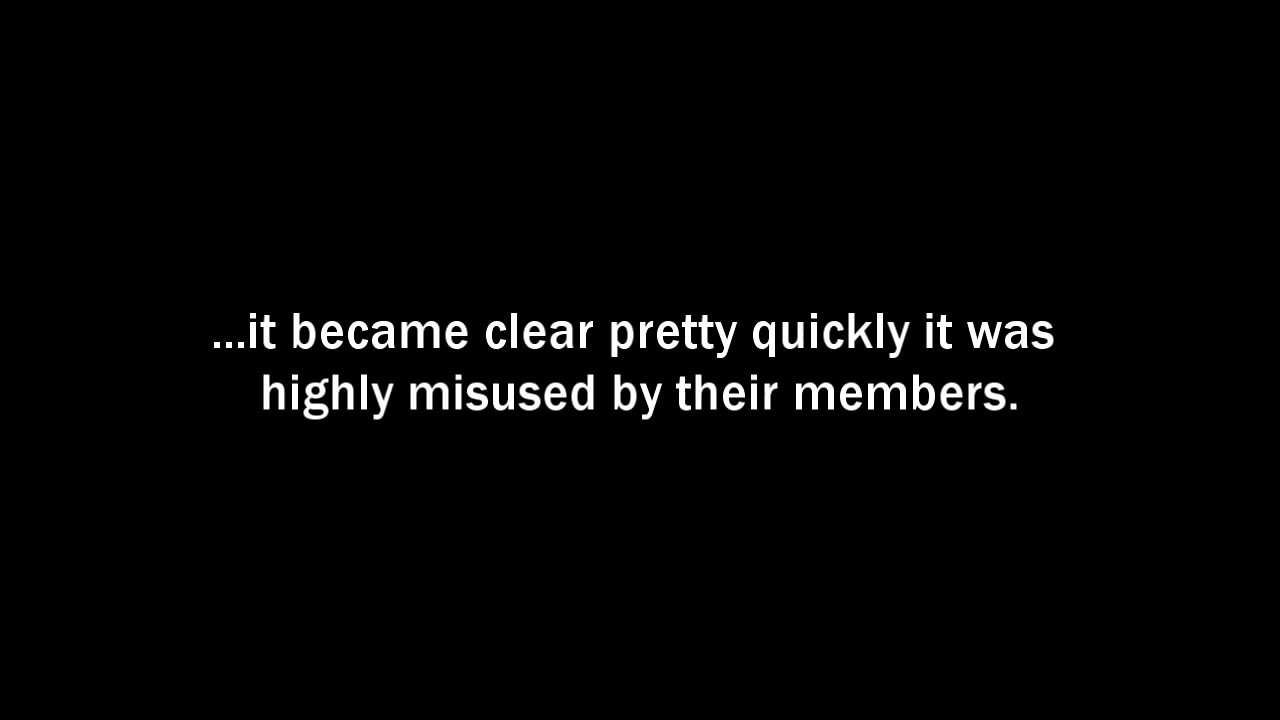 ...it became clear pretty quickly it was
highly misused by their members.